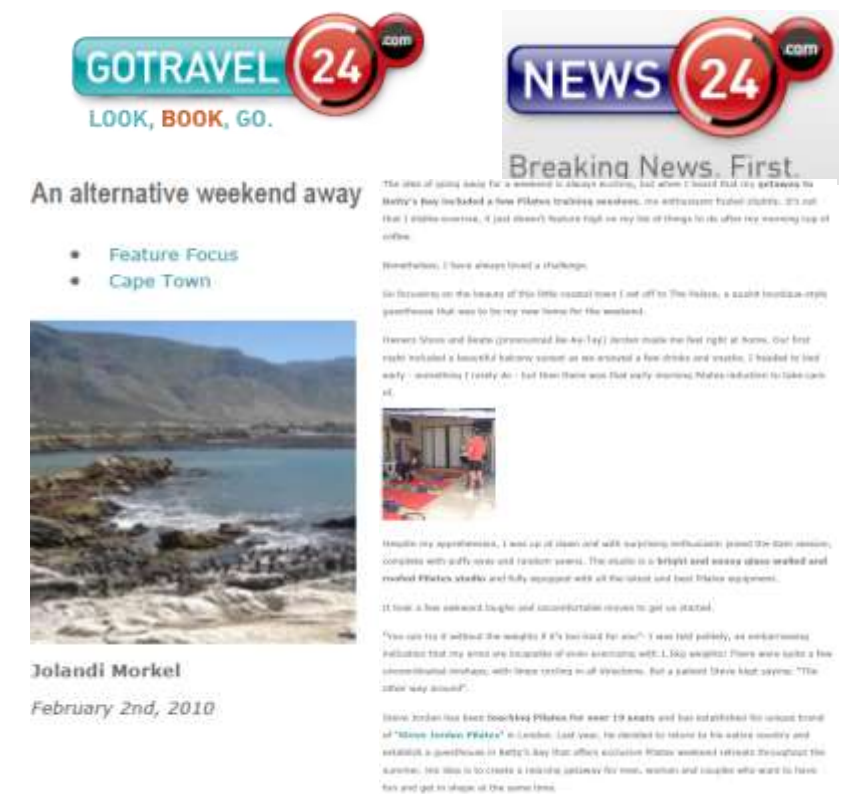 GOTRAVEL 24 .com
LOOK, BOOK, GO.
NEWS 24 .com
Breaking News. First.
An alternative weekend away
Feature Focus
Cape Town
Jolandi Morkel
February 2nd, 2010
The idea of going away for a weekend is always exciting, but when I heard that my getaway to
Betty's Bay included a few Pilates training sessions, my enthusiasm fizzled slightly. It's not
that I dislike exercise, it just doesn't feature high on my list of things to do after my morning cup of
coffee.
Nonetheless, I have always loved a challenge.
So focusing on the beauty of this little coastal town I set off to The Palace, a quaint boutique-style
guesthouse that was to be my new home for the weekend.
Owners Steve and Beate (pronounced Be-Au-Tay) Jordan made me feel right at home. Our first
night included a beautiful balcony sunset as we enjoyed a few drinks and snacks. I headed to bed
early - something I rarely do - but then there was that early morning Pilates induction to take care
of.
Despite my apprehension, I was up at dawn and with surprising enthusiasm joined the 8am session,
complete with puffy eyes and random yawns. The studio is a bright and sunny glass-walled and
roofed Pilates studio and fully equipped with all the latest and best Pilates equipment.
It took a few awkward laughs and uncomfortable moves to get us started.
"You can try it without the weights if it's too hard for you"- I was told politely, an embarrassing
indication that my arms are incapable of even exercising with 1.5kg weights! There were quite a few
uncoordinated mishaps, with limbs circling in all directions. But a patient Steve kept saying: "The
other way around".
Steve Jordan has been teaching Pilates for over 19 years and has established his unique brand
of "Steve Jordan Pilates" in London. Last year, he decided to return to his native country and
establish a guesthouse in Betty's Bay that offers exclusive Pilates weekend retreats throughout the
summer. His idea is to create a relaxing getaway for men, women and couples who want to have
fun and get in shape at the same time.